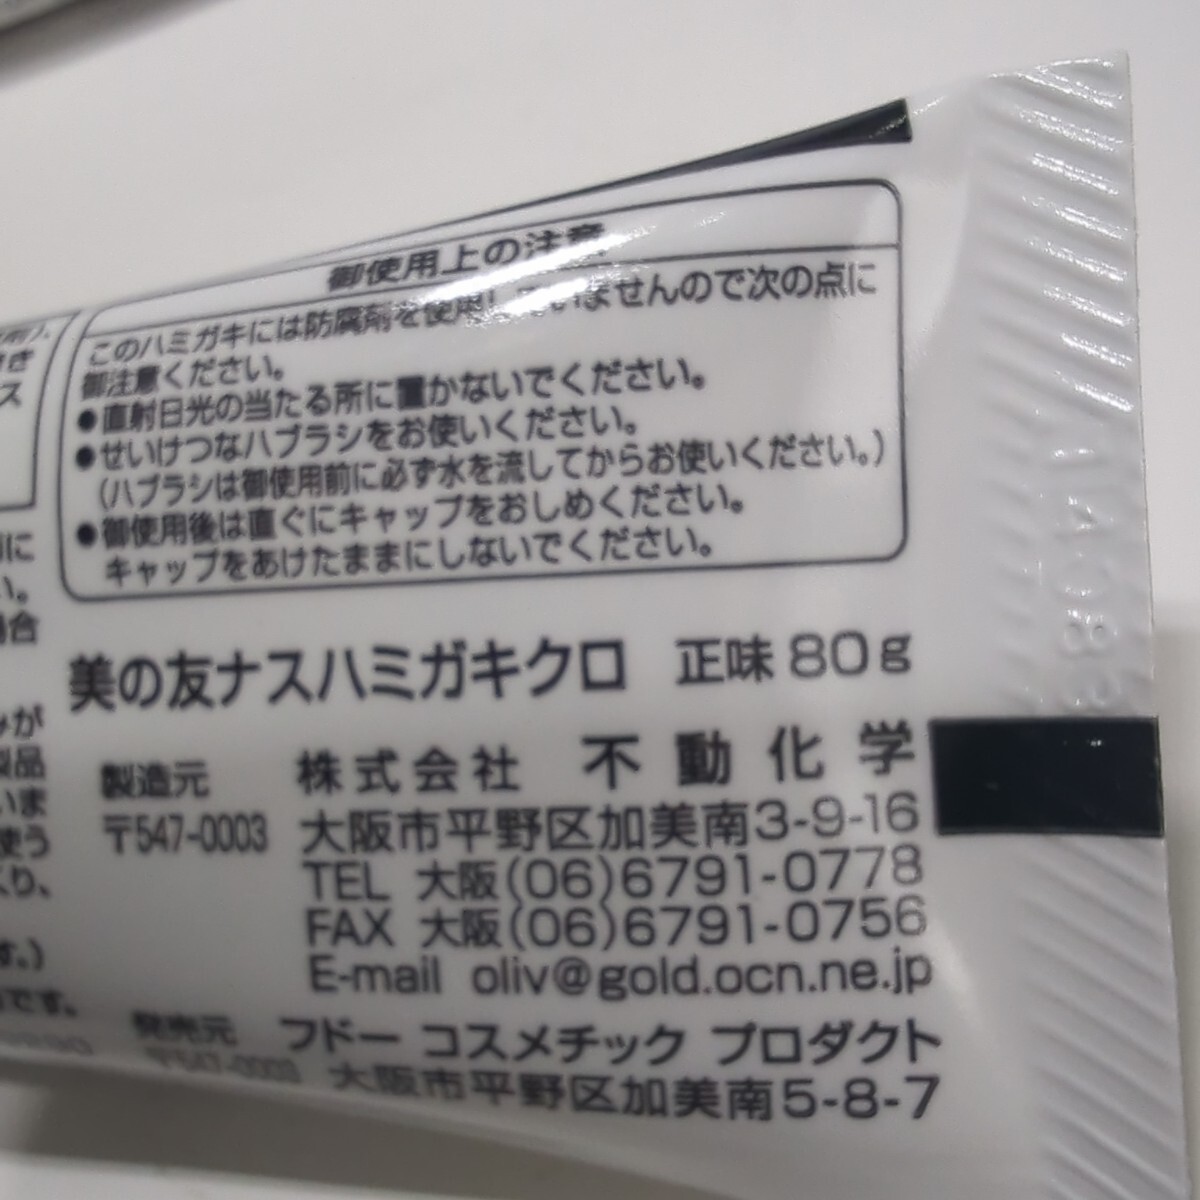 御使用上の注意
このハミガキには防腐剤を使用していませんので次の点に
御注意ください。
●直射日光の当たる所に置かないでください。
●せいけつなハブラシをお使いください。
(ハブラシは御使用前に必ず水を流してからお使いください。)
●御使用後は直ぐにキャップをおしめください。
キャップをあけたままにしないでください。
美の友ナスハミガキクロ 正味 80g
製造元 株式会社 不動化学
〒547-0003 大阪市平野区加美南3-9-16
TEL 大阪(06)6791-0778
FAX 大阪(06)6791-0756
E-mail oliv@gold.ocn.ne.jp
発売元 フドー コスメチック プロダクト
〒547-0003 大阪市平野区加美南5-8-7